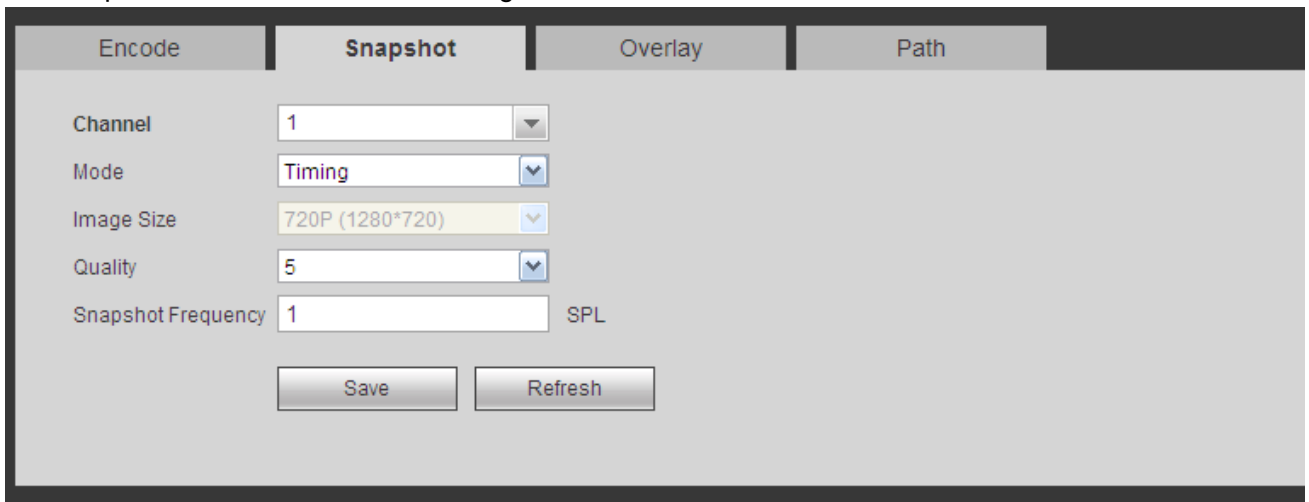 Encode Snapshot Overlay Path
Channel 1
Mode Timing
Image Size 720P (1280*720)
Quality 5
Snapshot Frequency 1 SPL
Save Refresh